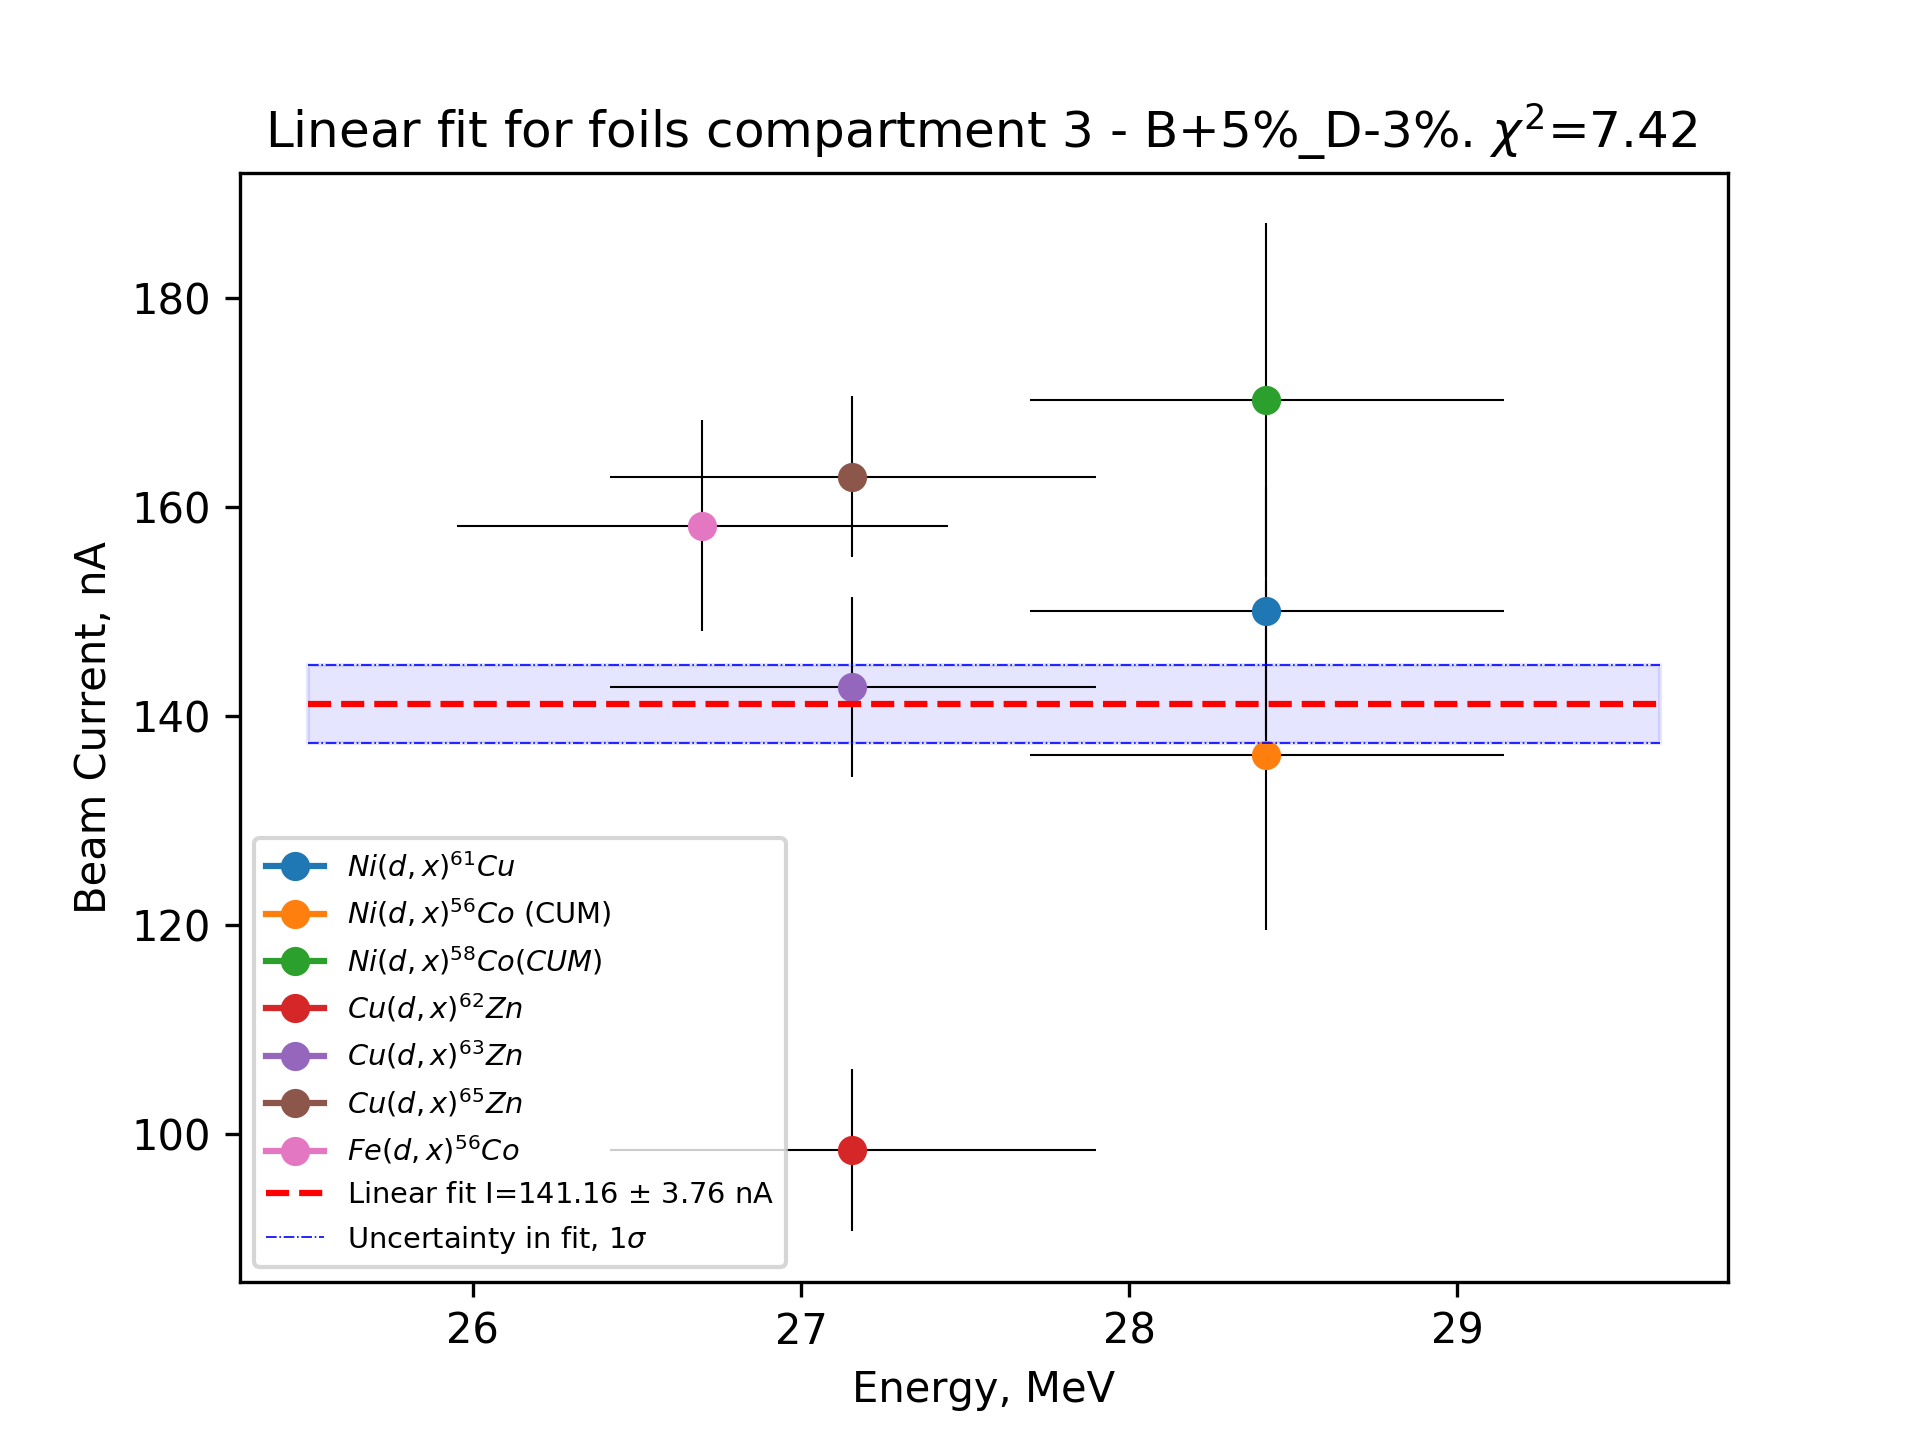 Linear fit for foils compartment 3 - B+5%_D-3%. χ²=7.42
180
160
140
120
100
Beam Current, nA
Ni(d, x)⁶¹Cu
Ni(d, x)⁵⁶Co (CUM)
Ni(d, x)⁵⁸Co(CUM)
Cu(d, x)⁶²Zn
Cu(d, x)⁶³Zn
Cu(d, x)⁶⁵Zn
Fe(d, x)⁵⁶Co
Linear fit I=141.16 ± 3.76 nA
Uncertainty in fit, 1σ
26 27 28 29
Energy, MeV